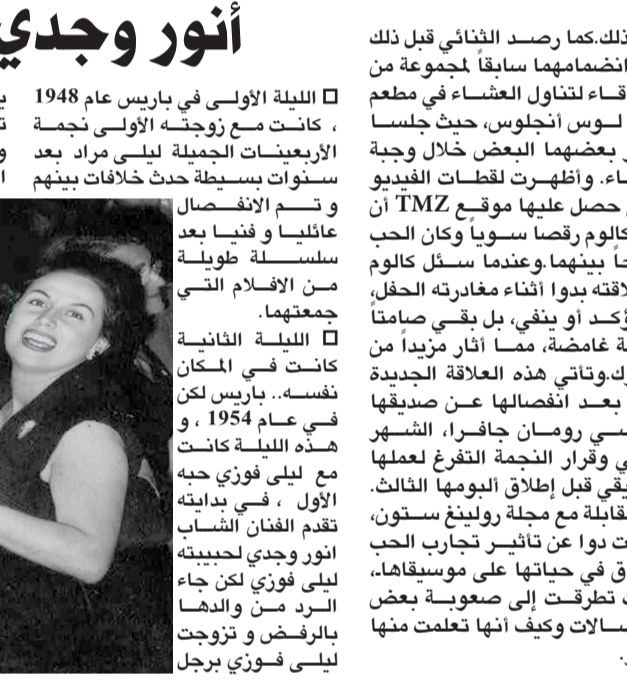 ذلك.كما رصد الثنائي قبل ذلك
انضمامهما سابقاً لمجموعة من
لتناول العشاء في مطعم
لوس أنجلوس، حيث جلسا
بعضهما البعض خلال وجبة
وأظهرت لقطات الفيديو
حصل عليها موقع TMZ أن
كالوم رقصا سوياً وكان الحب
بينهما.وعندما سئل كالوم
بدوا أثناء مغادرته الحفل،
أو ينفي، بل بقي صامتاً
غامضة، مما أثار مزيداً من
وتأتي هذه العلاقة الجديدة
بعد انفصالها عن صديقها
رومان جافرا، الشهر
وقرار النجمة التفرغ لعملها
قبل إطلاق ألبومها الثالث.
مع مجلة رولينغ ستون،
دوا عن تأثير تجارب الحب
في حياتها على موسيقاها،
تطرقت إلى صعوبة بعض
وكيف أنها تعلمت منها
أنور وجدي
الليلة الأولى في باريس عام 1948
، كانت مع زوجته الأولى نجمة
الأربعينات الجميلة ليلى مراد بعد
سنوات بسيطة حدث خلافات بينهم
و تم الانفصال
عائليا و فنيا بعد
سلسلة طويلة
من الافلام التي
جمعتهما.
الليلة الثانية
كانت في المكان
نفسه.. باريس لكن
في عام 1954 ، و
هذه الليلة كانت
مع ليلى فوزي حبه
الأول ، في بدايته
تقدم الفنان الشاب
انور وجدي لحبيبته
ليلى فوزي لكن جاء
الرد من والدها
بالرفض و تزوجت
ليلى فوزي برجل